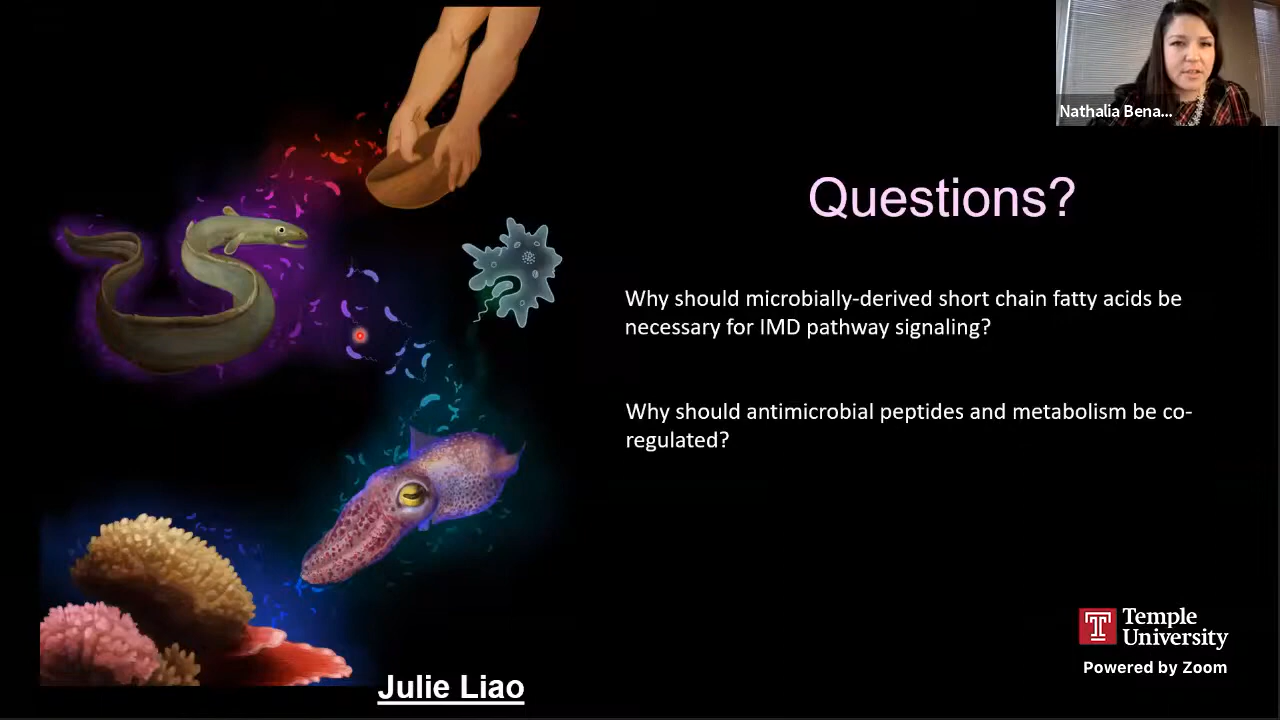 Nathalia Bena...
Questions?
Why should microbially-derived short chain fatty acids be
necessary for IMD pathway signaling?
Why should antimicrobial peptides and metabolism be co-
regulated?
T Temple
University
Powered by Zoom
Julie Liao